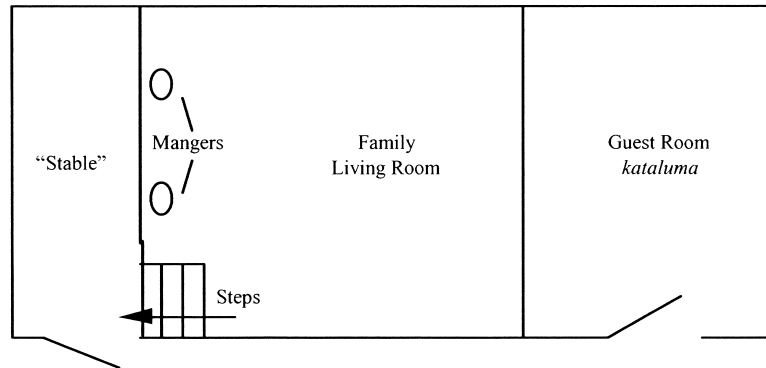 “Stable”
Mangers
Family
Living Room
Guest Room
kataluma
Steps